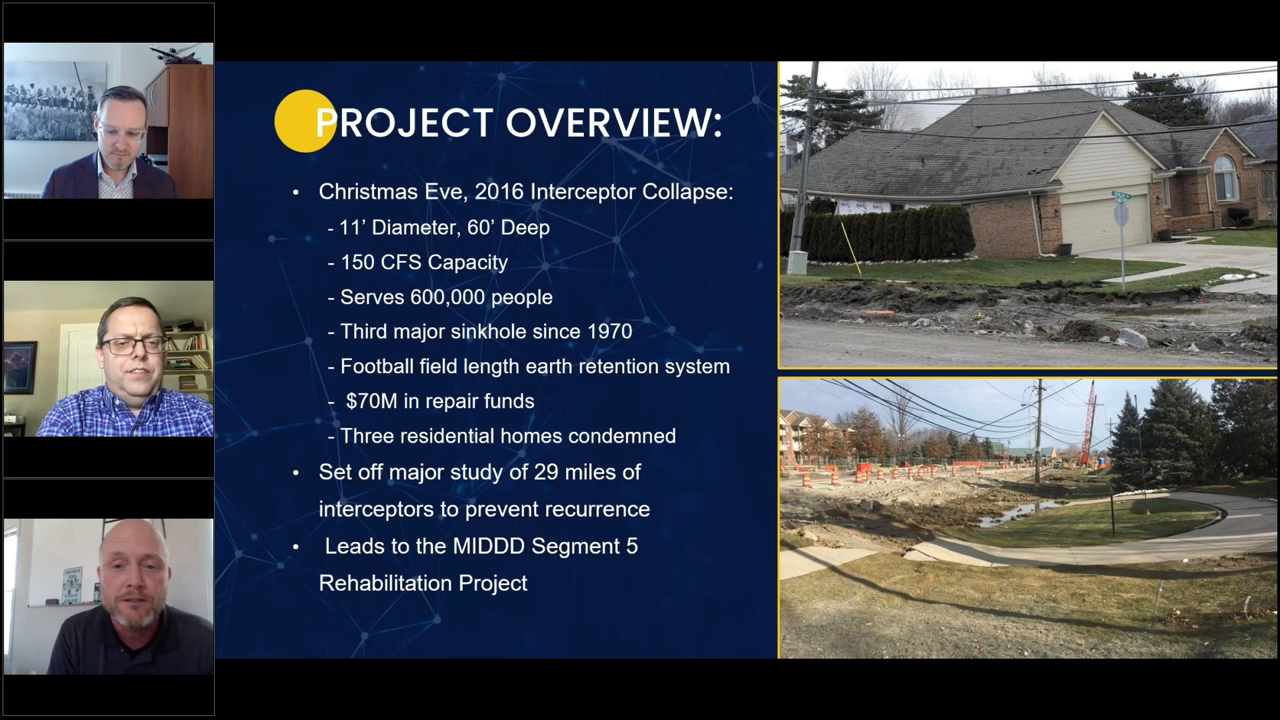 PROJECT OVERVIEW:
• Christmas Eve, 2016 Interceptor Collapse:
- 11’ Diameter, 60’ Deep
- 150 CFS Capacity
- Serves 600,000 people
- Third major sinkhole since 1970
- Football field length earth retention system
- $70M in repair funds
- Three residential homes condemned
• Set off major study of 29 miles of
interceptors to prevent recurrence
• Leads to the MIDDD Segment 5
Rehabilitation Project